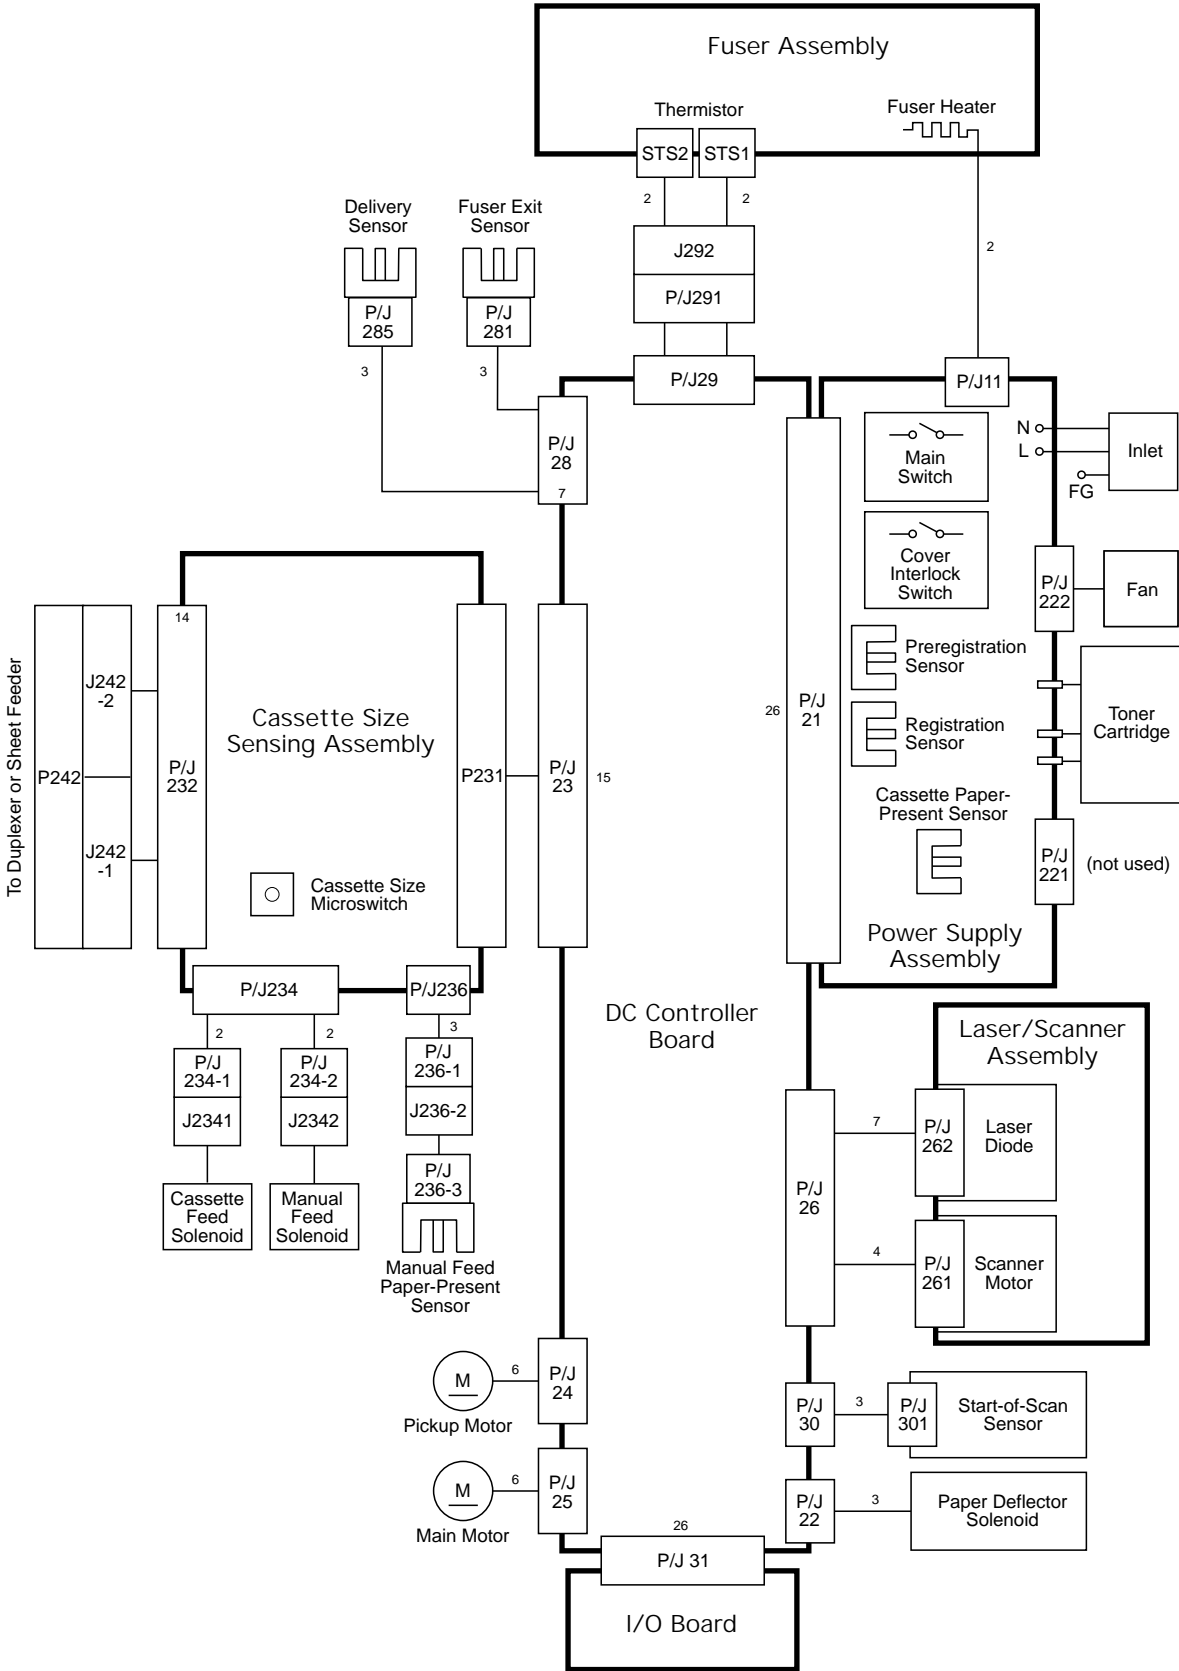 Fuser Assembly
Thermistor
Fuser Heater
STS2
STS1
2
2
2
Delivery
Sensor
Fuser Exit
Sensor
J292
P/J291
P/J
285
P/J
281
3
3
P/J29
P/J11
P/J
28
7
Main
Switch
N
L
FG
Inlet
Cover
Interlock
Switch
P/J
222
Fan
To Duplexer or Sheet Feeder
P242
J242
-2
J242
-1
14
P/J
232
Cassette Size
Sensing Assembly
P231
P/J
23
15
Cassette Size
Microswitch
26
P/J
21
Preregistration
Sensor
Registration
Sensor
Cassette Paper-
Present Sensor
Toner
Cartridge
P/J
221
(not used)
Power Supply
Assembly
P/J234
P/J236
2
2
3
P/J
234-1
J2341
P/J
234-2
J2342
P/J
236-1
J236-2
P/J
236-3
Cassette
Feed
Solenoid
Manual
Feed
Solenoid
Manual Feed
Paper-Present
Sensor
DC Controller
Board
Laser/Scanner
Assembly
P/J
26
7
P/J
262
Laser
Diode
4
P/J
261
Scanner
Motor
M
6
P/J
24
Pickup Motor
P/J
30
3
P/J
301
Start-of-Scan
Sensor
M
6
P/J
25
Main Motor
P/J
22
3
Paper Deflector
Solenoid
26
P/J 31
I/O Board